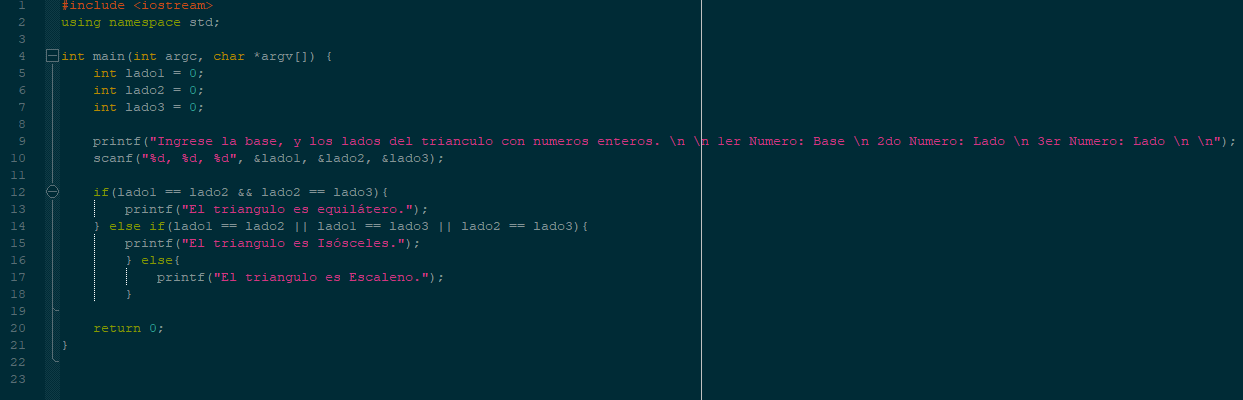 1 #include <iostream>
2 using namespace std;
3
4 int main(int argc, char *argv[]) {
5 int lado1 = 0;
6 int lado2 = 0;
7 int lado3 = 0;
8
9 printf("Ingrese la base, y los lados del trianculo con numeros enteros. \n \n 1er Numero: Base \n 2do Numero: Lado \n 3er Numero: Lado \n \n");
10 scanf("%d, %d, %d", &lado1, &lado2, &lado3);
11
12 if(lado1 == lado2 && lado2 == lado3){
13 printf("El triangulo es equilátero.");
14 } else if(lado1 == lado2 || lado1 == lado3 || lado2 == lado3){
15 printf("El triangulo es Isósceles.");
16 } else{
17 printf("El triangulo es Escaleno.");
18 }
19
20 return 0;
21 }
22
23